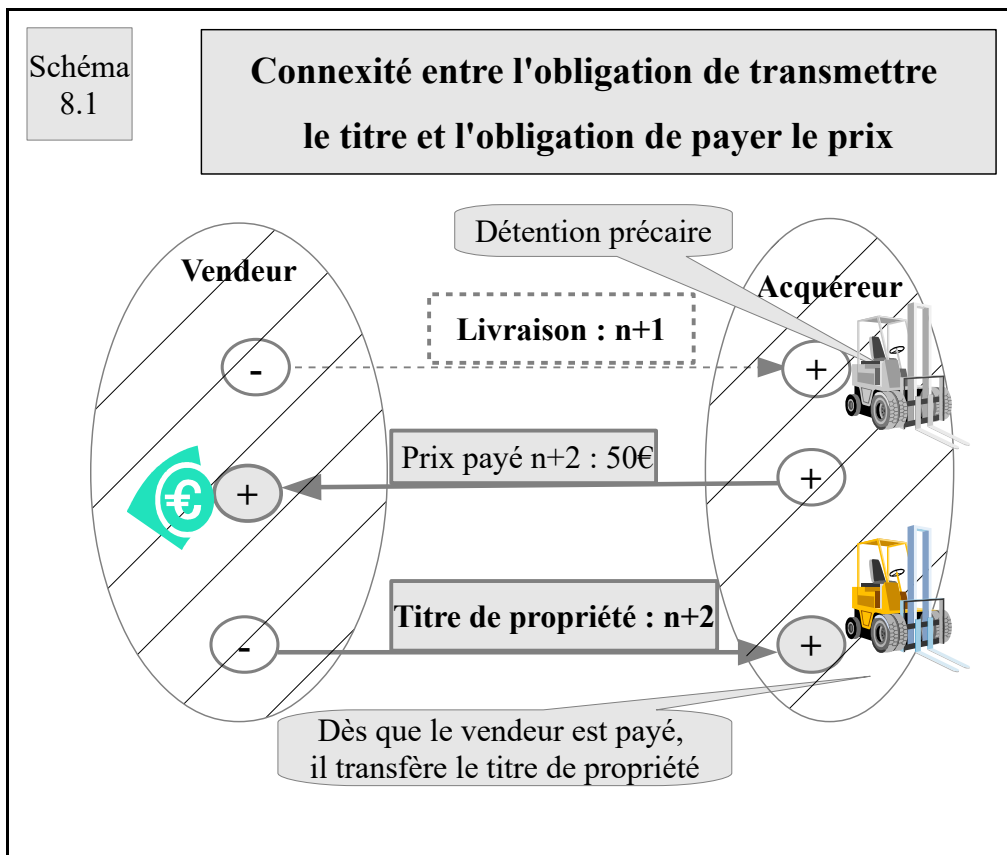 Schéma
8.1
Connexité entre l'obligation de transmettre
le titre et l'obligation de payer le prix
Détention précaire
Vendeur
Acquéreur
Livraison : n+1
-
+
Prix payé n+2 : 50€
+
+
€
Titre de propriété : n+2
-
+
Dès que le vendeur est payé,
il transfère le titre de propriété